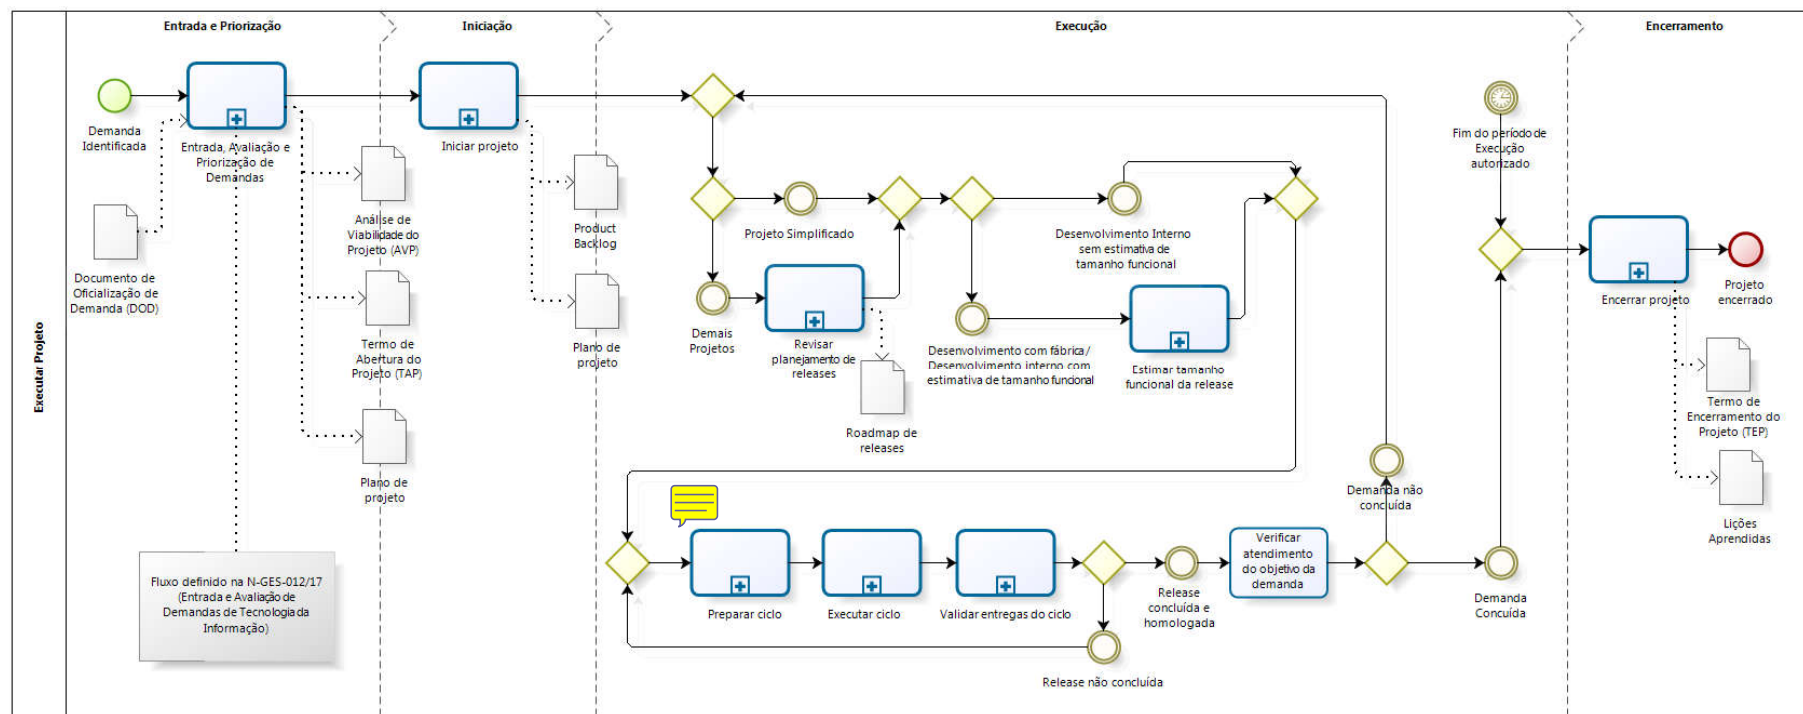 Executar Projeto
Entrada e Priorização
Iniciação
Execução
Encerramento
Demanda
Identificada
Entrada, Avaliação e
Priorização de
Demandas
Documento de
Oficialização de
Demanda (DOD)
Análise de
Viabilidade do
Projeto (AVP)
Termo de
Abertura do
Projeto (TAP)
Plano de
projeto
Fluxo definido na N-GES-012/17
(Entrada e Avaliação de
Demandas de Tecnologia da
Informação)
Iniciar projeto
Product
Backlog
Plano de
projeto
Projeto Simplificado
Demais
Projetos
Revisar
planejamento de
releases
Roadmap de
releases
Desenvolvimento Interno
sem estimativa de
tamanho funcional
Desenvolvimento com fábrica/
Desenvolvimento interno com
estimativa de tamanho funcional
Estimar tamanho
funcional da release
Preparar ciclo
Executar ciclo
Validar entregas do ciclo
Release não concluída
Release
concluída e
homologada
Verificar
atendimento
do objetivo da
demanda
Demanda não
concluída
Demanda
Concuída
Fim do período de
Execução
autorizado
Encerrar projeto
Projeto
encerrado
Termo de
Encerramento do
Projeto (TEP)
Lições
Aprendidas